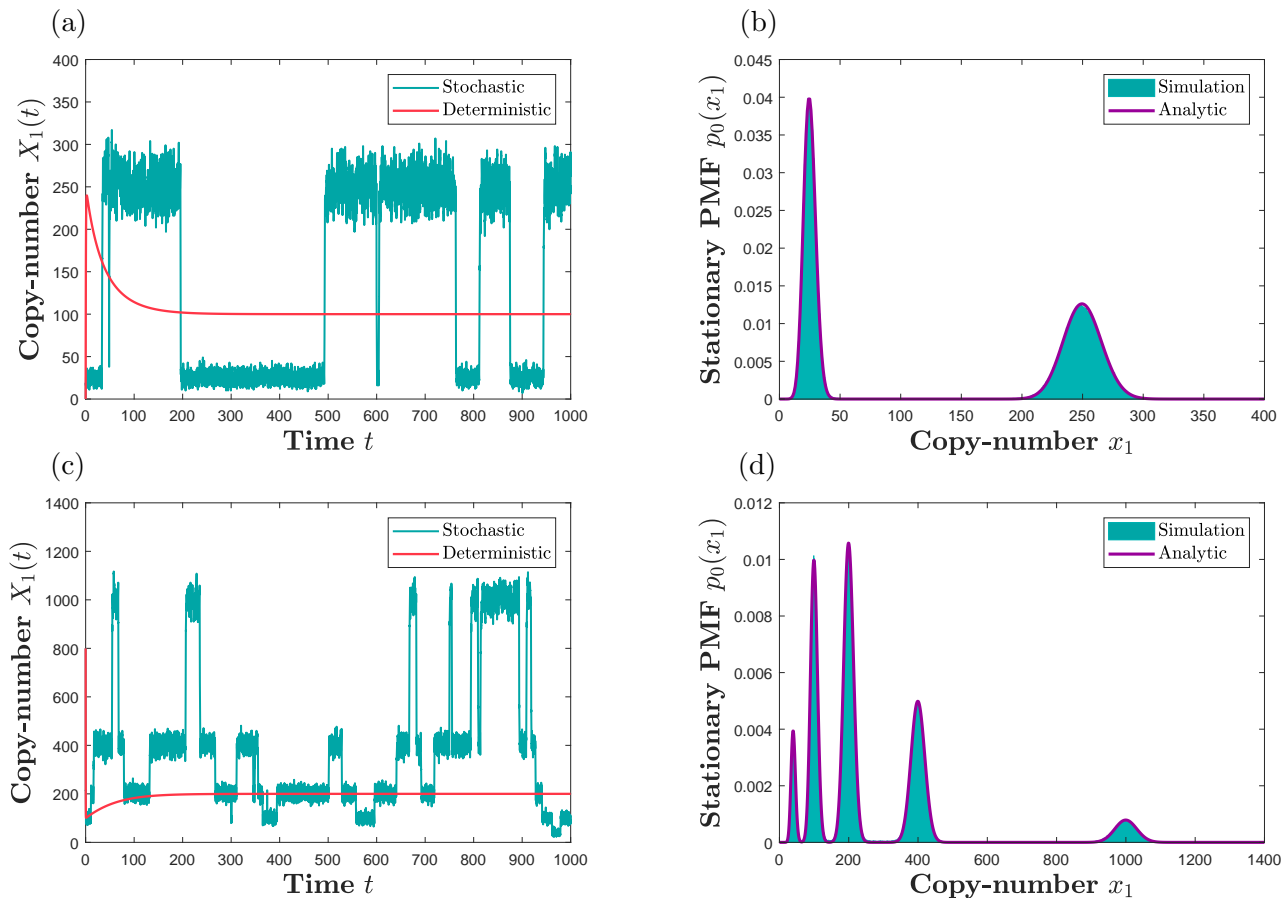 (a)
400
350
300
250
200
150
100
50
0
Copy-number X₁(t)
Stochastic
Deterministic
0 100 200 300 400 500 600 700 800 900 1000
Time t
(b)
0.045
0.04
0.035
0.03
0.025
0.02
0.015
0.01
0.005
0
Stationary PMF p₀(x₁)
Simulation
Analytic
0 50 100 150 200 250 300 350 400
Copy-number x₁
(c)
1400
1200
1000
800
600
400
200
0
Copy-number X₁(t)
Stochastic
Deterministic
0 100 200 300 400 500 600 700 800 900 1000
Time t
(d)
0.012
0.01
0.008
0.006
0.004
0.002
0
Stationary PMF p₀(x₁)
Simulation
Analytic
0 200 400 600 800 1000 1200 1400
Copy-number x₁